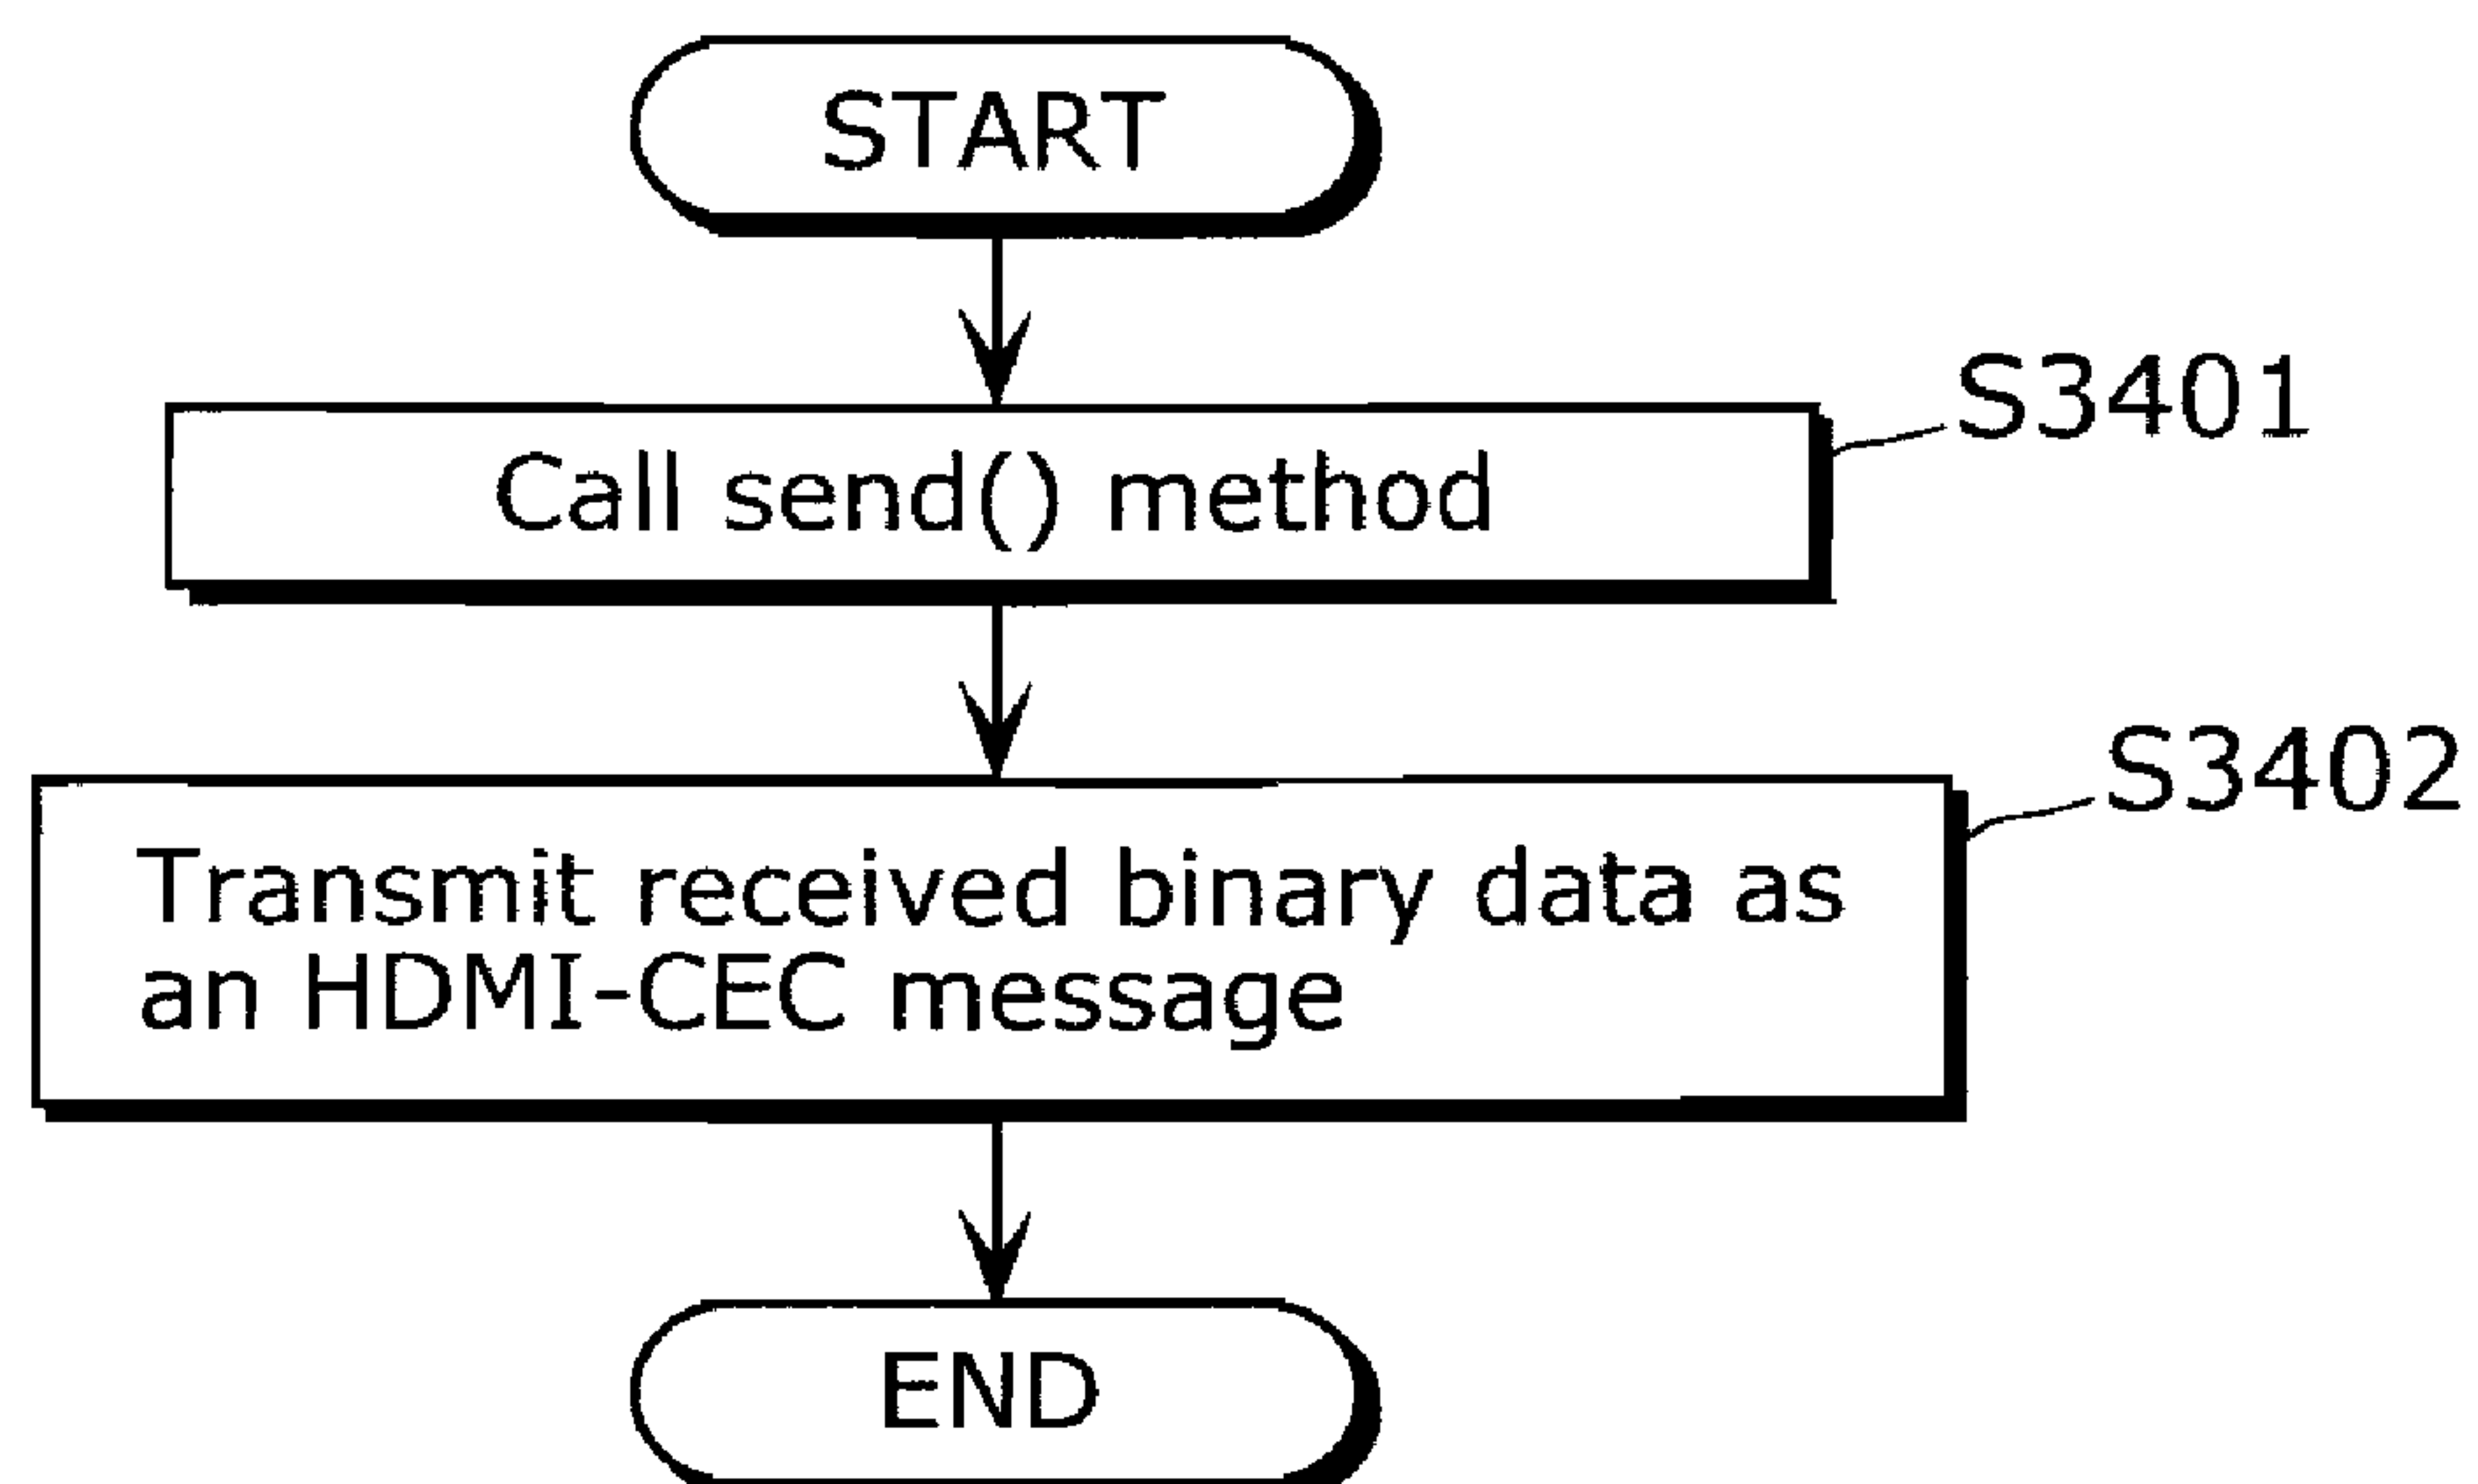 START
S3401
Call send() method
S3402
Transmit received binary data as
an HDMI-CEC message
END